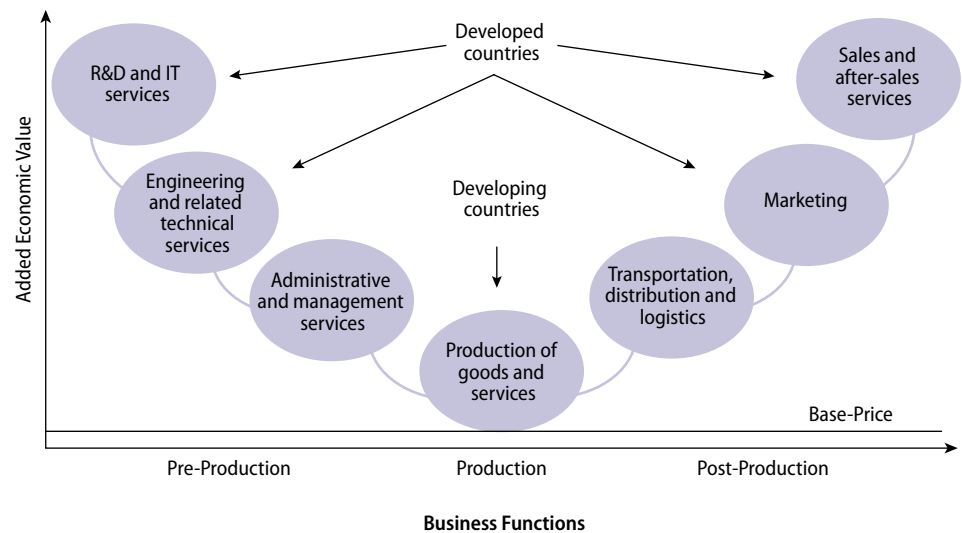 Developed
countries
R&D and IT
services
Sales and
after-sales
services
Engineering
and related
technical
services
Developing
countries
Marketing
Administrative
and management
services
Transportation,
distribution and
logistics
Production of
goods and
services
Added Economic Value
Base-Price
Pre-Production
Production
Post-Production
Business Functions